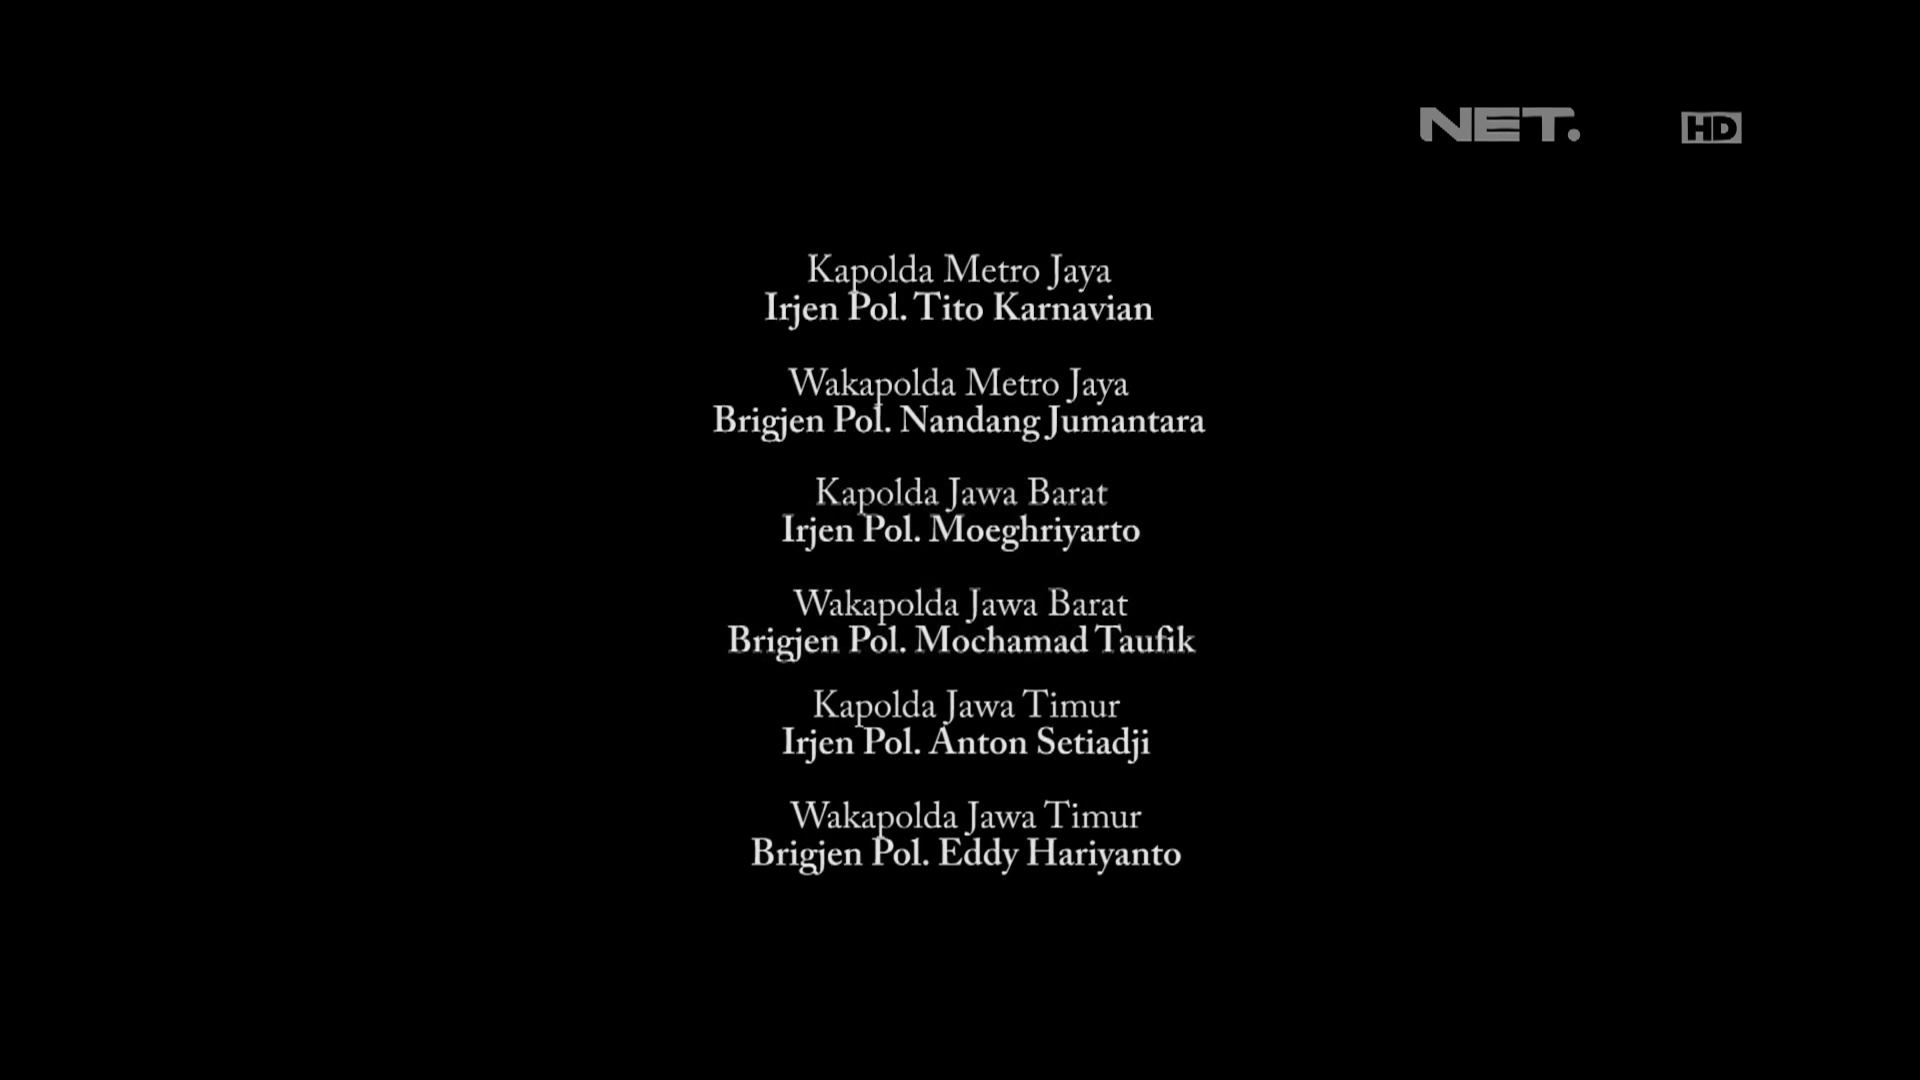 NET.
HD
Kapolda Metro Jaya
Irjen Pol. Tito Karnavian
Wakapolda Metro Jaya
Brigjen Pol. Nandang Jumantara
Kapolda Jawa Barat
Irjen Pol. Moeghriyarto
Wakapolda Jawa Barat
Brigjen Pol. Mochamad Taufik
Kapolda Jawa Timur
Irjen Pol. Anton Setiadji
Wakapolda Jawa Timur
Brigjen Pol. Eddy Hariyanto